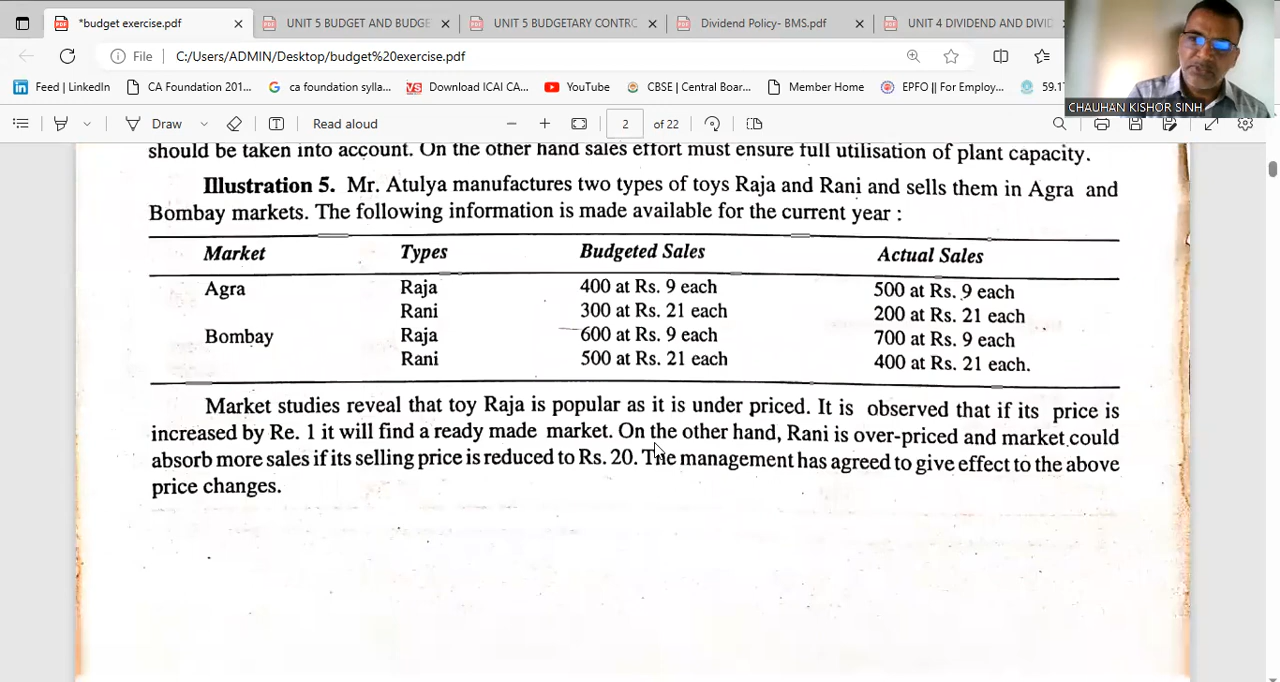 *budget exercise.pdf
UNIT 5 BUDGET AND BUDGE
UNIT 5 BUDGETARY CONTRC
Dividend Policy- BMS.pdf
UNIT 4 DIVIDEND AND DIVID
File C:/Users/ADMIN/Desktop/budget%20exercise.pdf
Feed | LinkedIn
CA Foundation 201...
ca foundation sylla...
Download ICAI CA...
YouTube
CBSE | Central Boar...
Member Home
EPFO || For Employ...
59.1
CHAUHAN KISHOR SINH
Draw
Read aloud
2 of 22
should be taken into account. On the other hand sales effort must ensure full utilisation of plant capacity.
Illustration 5. Mr. Atulya manufactures two types of toys Raja and Rani and sells them in Agra and
Bombay markets. The following information is made available for the current year :
Market Types Budgeted Sales Actual Sales
Agra Raja 400 at Rs. 9 each 500 at Rs. 9 each
Rani 300 at Rs. 21 each 200 at Rs. 21 each
Bombay Raja 600 at Rs. 9 each 700 at Rs. 9 each
Rani 500 at Rs. 21 each 400 at Rs. 21 each.
Market studies reveal that toy Raja is popular as it is under priced. It is observed that if its price is
increased by Re. 1 it will find a ready made market. On the other hand, Rani is over-priced and market could
absorb more sales if its selling price is reduced to Rs. 20. The management has agreed to give effect to the above
price changes.